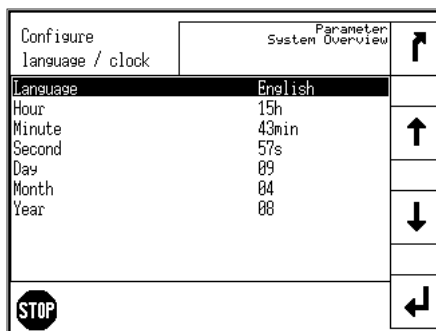 Configure
language / clock
Parameter
System Overview
Language English
Hour 15h
Minute 43min
Second 57s
Day 09
Month 04
Year 08
STOP